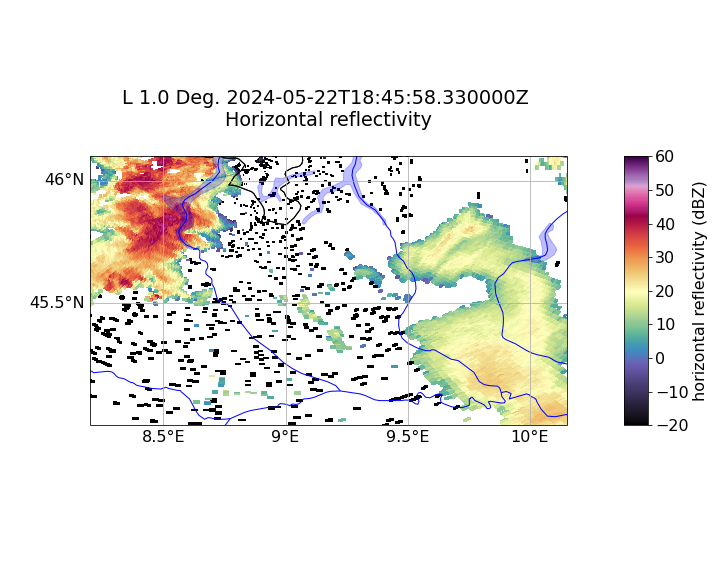 L 1.0 Deg. 2024-05-22T18:45:58.330000Z
Horizontal reflectivity
46°N
45.5°N
8.5°E
9°E
9.5°E
10°E
60
50
40
30
20
10
0
−10
−20
horizontal reflectivity (dBZ)